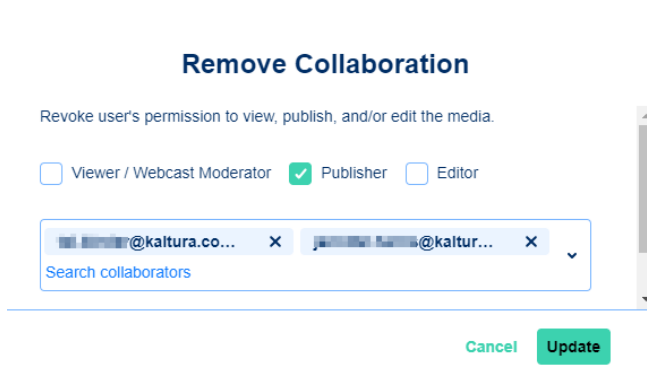 Remove Collaboration
Revoke user's permission to view, publish, and/or edit the media.
Viewer / Webcast Moderator Publisher Editor
@kaltura.co... ✕ @kaltur... ✕
Search collaborators
Cancel Update